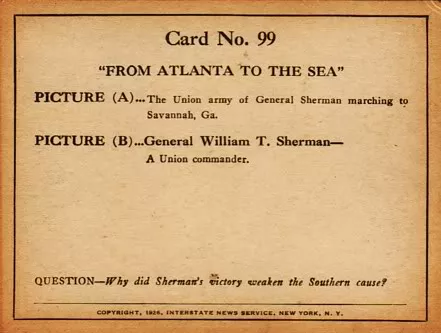 Card No. 99
"FROM ATLANTA TO THE SEA"
PICTURE (A)...The Union army of General Sherman marching to
Savannah, Ga.
PICTURE (B)...General William T. Sherman—
A Union commander.
QUESTION—Why did Sherman's victory weaken the Southern cause?
COPYRIGHT, 1926, INTERSTATE NEWS SERVICE, NEW YORK, N. Y.